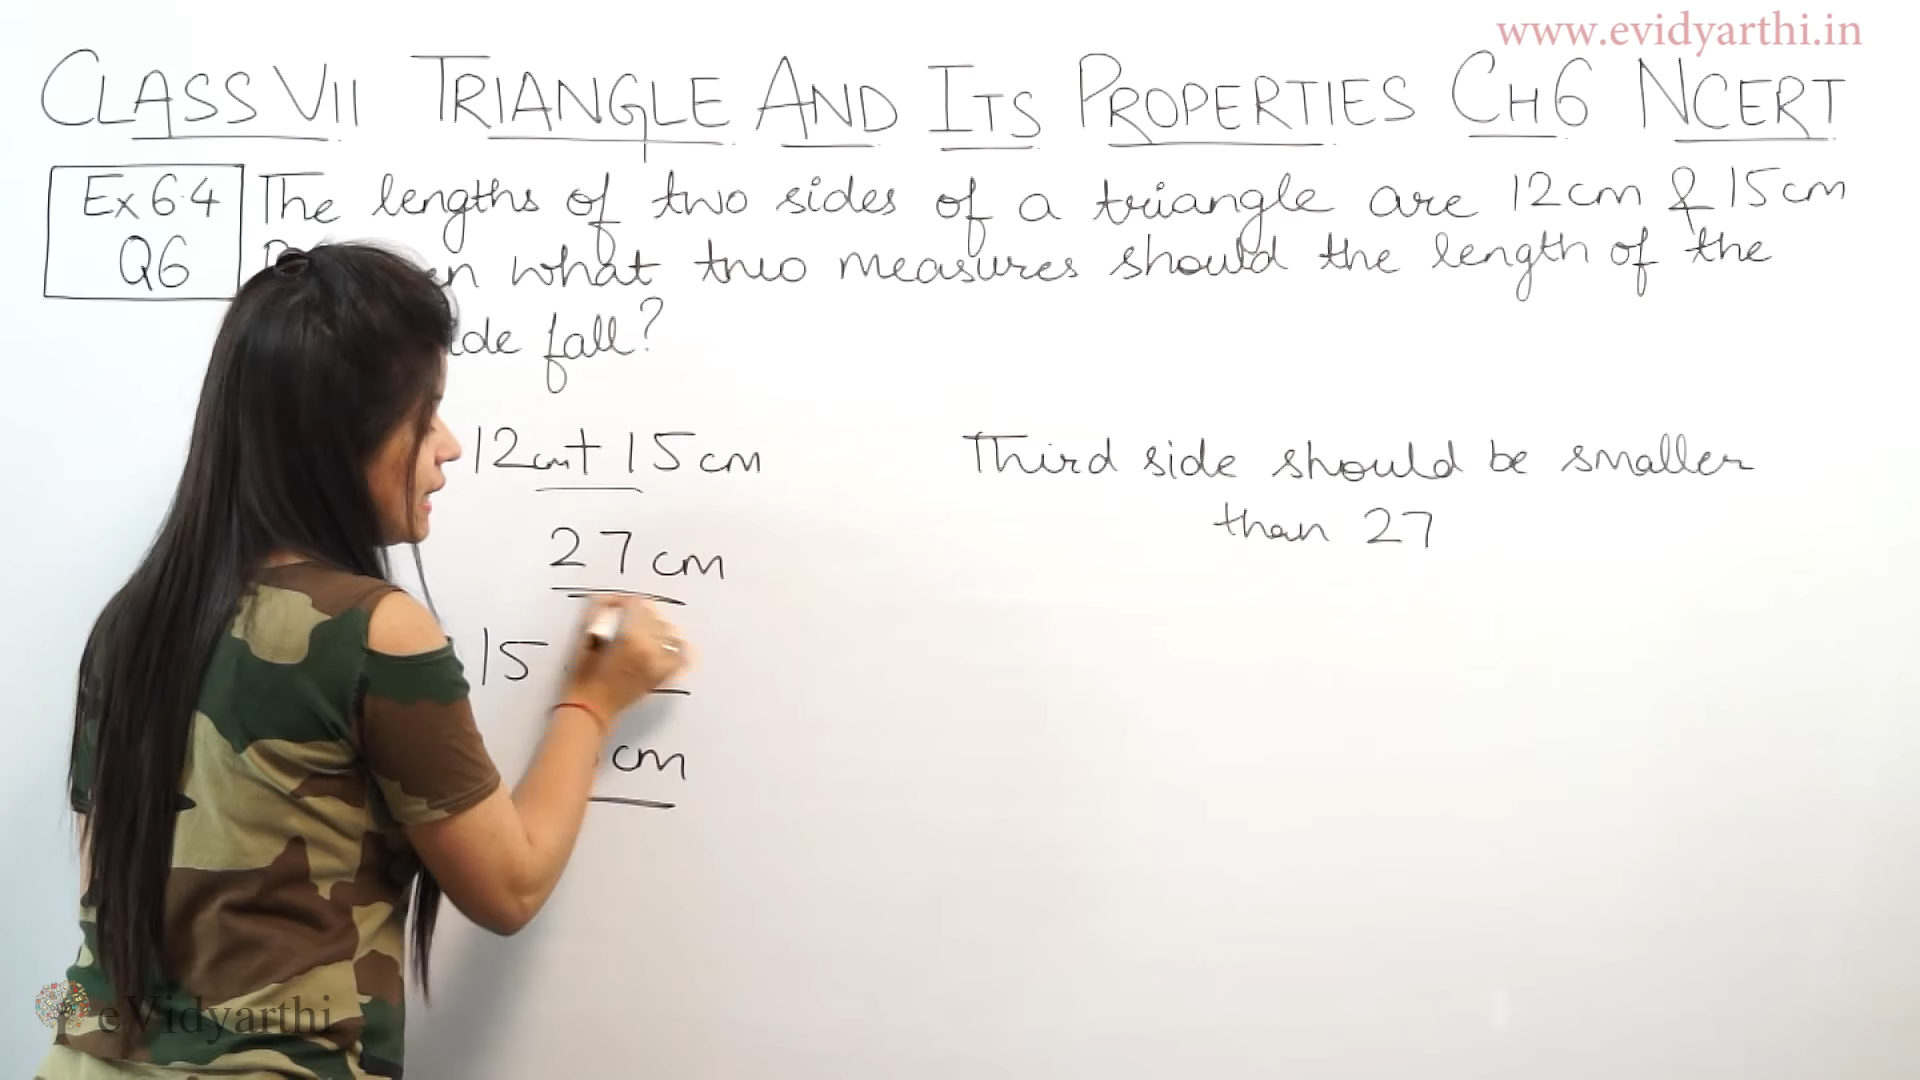 www.evidyarthi.in
CLASS VII TRIANGLE AND ITS PROPERTIES CH6 NCERT
Ex 6.4
Q6
The lengths of two sides of a triangle are 12cm & 15cm
what two measures should the length of the
fall?
12cm + 15cm
27cm
Third side should be smaller
than 27
15
cm
eVidyarthi